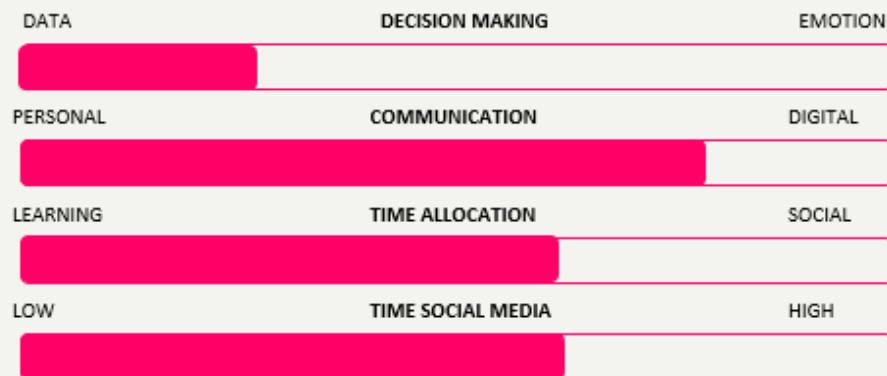 DATA DECISION MAKING EMOTION
PERSONAL COMMUNICATION DIGITAL
LEARNING TIME ALLOCATION SOCIAL
LOW TIME SOCIAL MEDIA HIGH